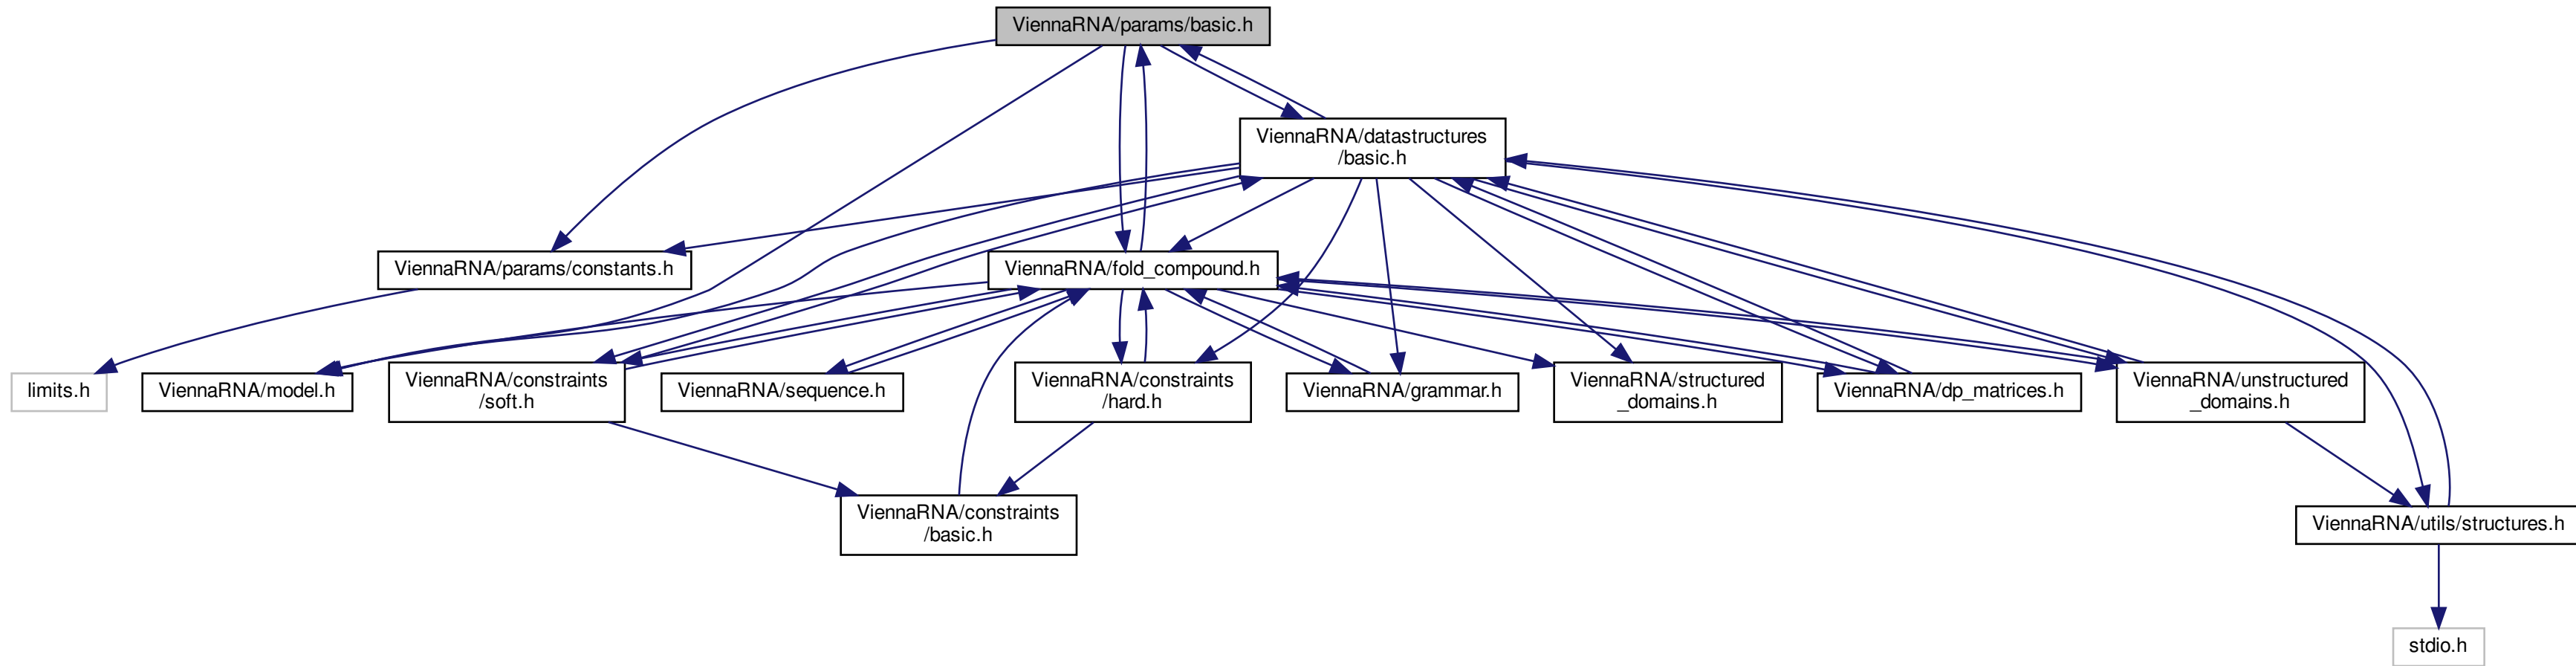 ViennaRNA/params/basic.h
ViennaRNA/datastructures
/basic.h
ViennaRNA/params/constants.h
ViennaRNA/fold_compound.h
limits.h
ViennaRNA/model.h
ViennaRNA/constraints
/soft.h
ViennaRNA/sequence.h
ViennaRNA/constraints
/hard.h
ViennaRNA/grammar.h
ViennaRNA/structured
_domains.h
ViennaRNA/dp_matrices.h
ViennaRNA/unstructured
_domains.h
ViennaRNA/constraints
/basic.h
ViennaRNA/utils/structures.h
stdio.h